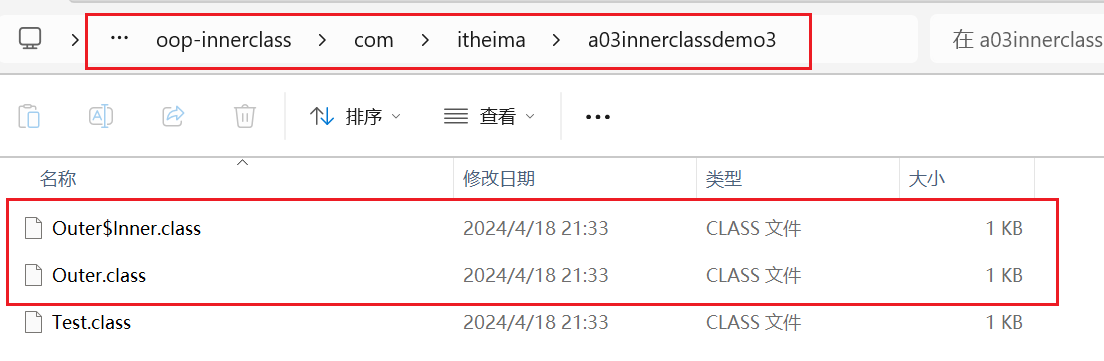 … oop-innerclass > com > itheima > a03innerclassdemo3 在 a03innerclass
排序 查看
名称 修改日期 类型 大小
Outer$Inner.class 2024/4/18 21:33 CLASS 文件 1 KB
Outer.class 2024/4/18 21:33 CLASS 文件 1 KB
Test.class 2024/4/18 21:33 CLASS 文件 1 KB